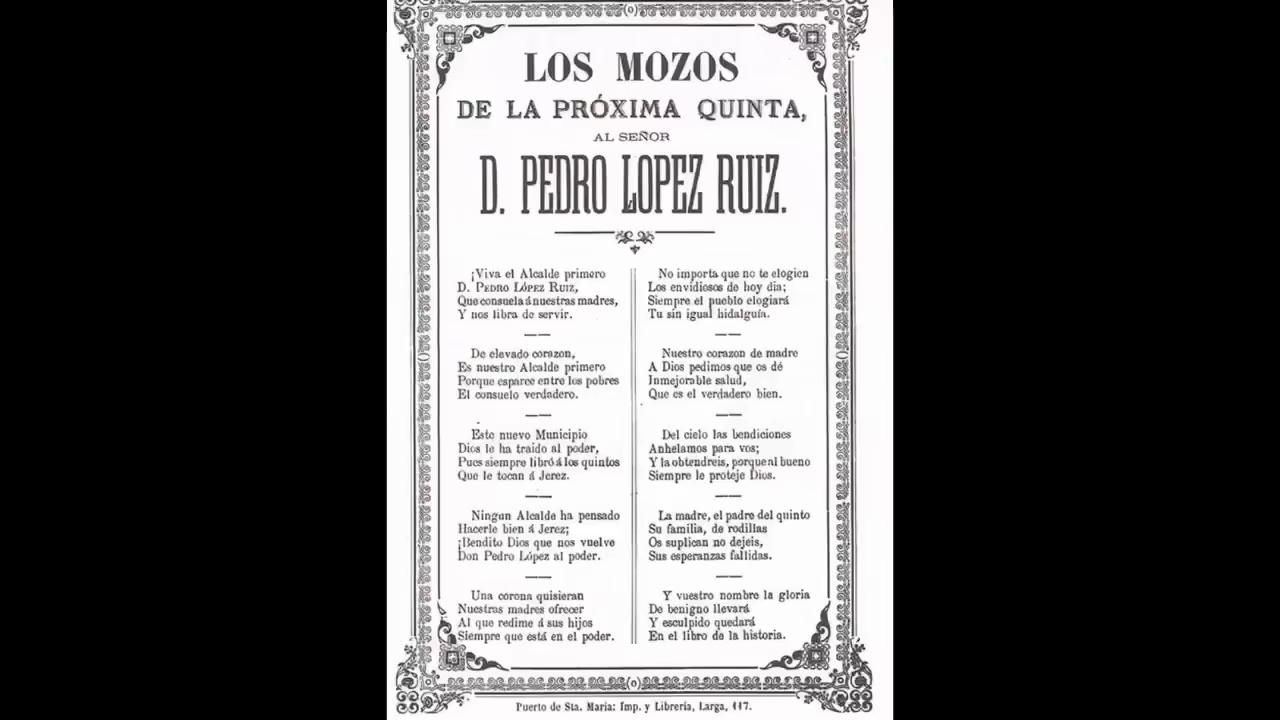 LOS MOZOS
DE LA PRÓXIMA QUINTA,
AL SEÑOR
D. PEDRO LOPEZ RUIZ.
¡Viva el Alcalde primero
D. PEDRO LÓPEZ RUIZ,
Que consuela á nuestras madres,
Y nos libra de servir.
De elevado corazon,
Es nuestro Alcalde primero
Porque esparce entre los pobres
El consuelo verdadero.
Este nuevo Municipio
Dios le ha traido al poder,
Pues siempre libró á los quintos
Que le tocan á Jerez.
Ningun Alcalde ha pensado
Hacerle bien á Jerez;
¡Bendito Dios que nos vuelve
Don Pedro López al poder.
Una corona quisieran
Nuestras madres ofrecer
Al que redime á sus hijos
Siempre que está en el poder.
No importa que no te elogien
Los envidiosos de hoy dia;
Siempre el pueblo elogiará
Tu sin igual hidalguía.
Nuestro corazon de madre
A Dios pedimos que os dé
Inmejorable salud,
Que es el verdadero bien.
Del cielo las bendiciones
Anhelamos para vos;
Y la obtendreis, porque al bueno
Siempre le proteje Dios.
La madre, el padre del quinto
Su familia, de rodillas
Os suplican no dejeis,
Sus esperanzas fallidas.
Y vuestro nombre la gloria
De benigno llevará
Y esculpido quedará
En el libro de la historia.
Puerto de Sta. Maria: Imp. y Librería, Larga, 117.